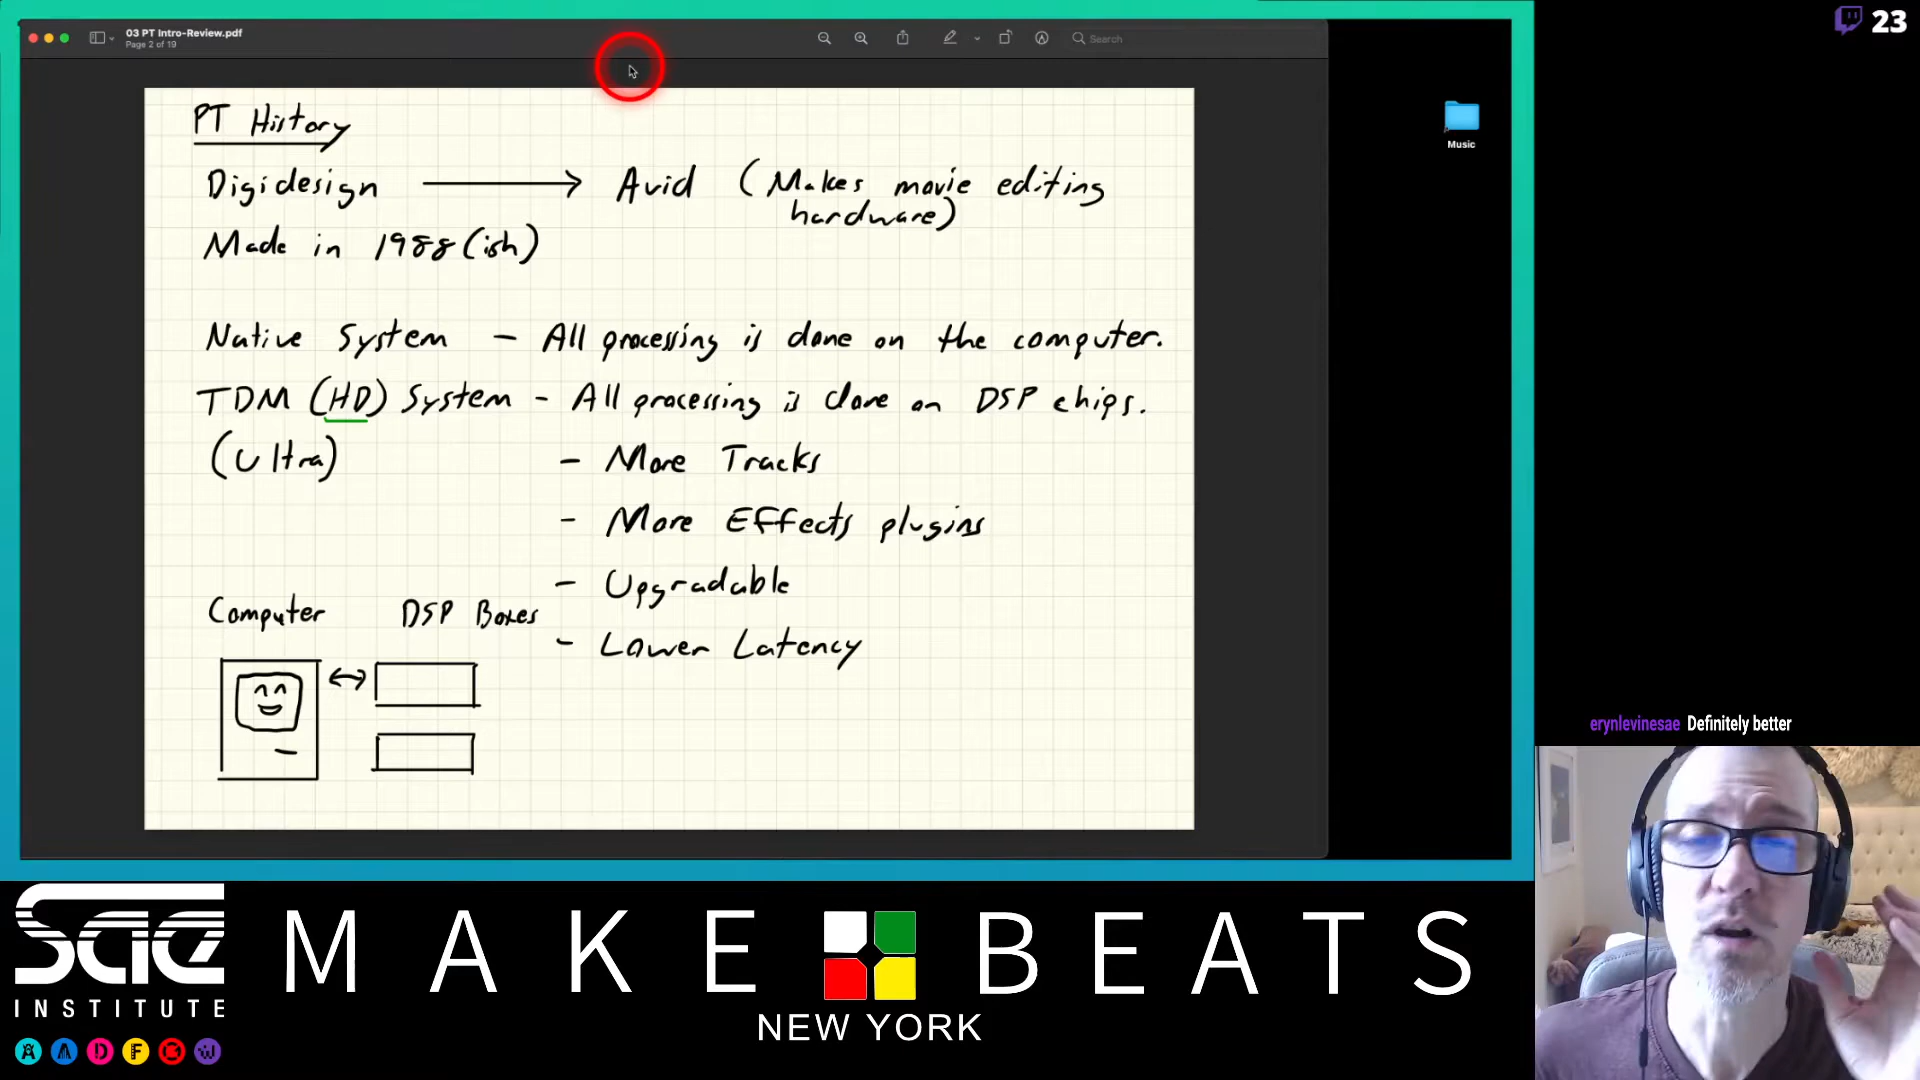 03 PT Intro-Review.pdf
Page 2 of 19
Search
23
PT History
Digidesign → Avid (Makes movie editing
hardware)
Made in 1988(ish)
Native System - All processing is done on the computer.
TDM (HD) System - All processing is done on DSP chips.
(Ultra)
- More Tracks
- More Effects plugins
- Upgradable
- Lower Latency
Computer DSP Boxes
Music
erynlevinesae Definitely better
sae
INSTITUTE
MAKE BEATS
NEW YORK